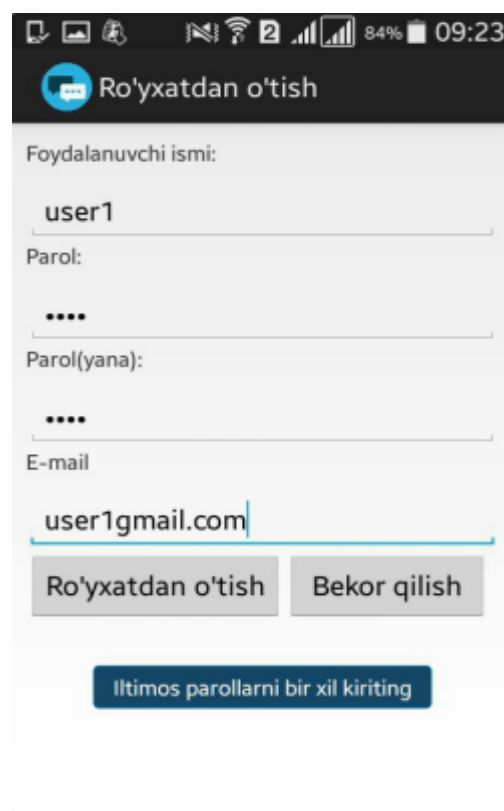 2 84% 09:23
Ro'yxatdan o'tish
Foydalanuvchi ismi:
user1
Parol:
••••
Parol(yana):
••••
E-mail
user1gmail.com
Ro'yxatdan o'tish Bekor qilish
Iltimos parollarni bir xil kiriting